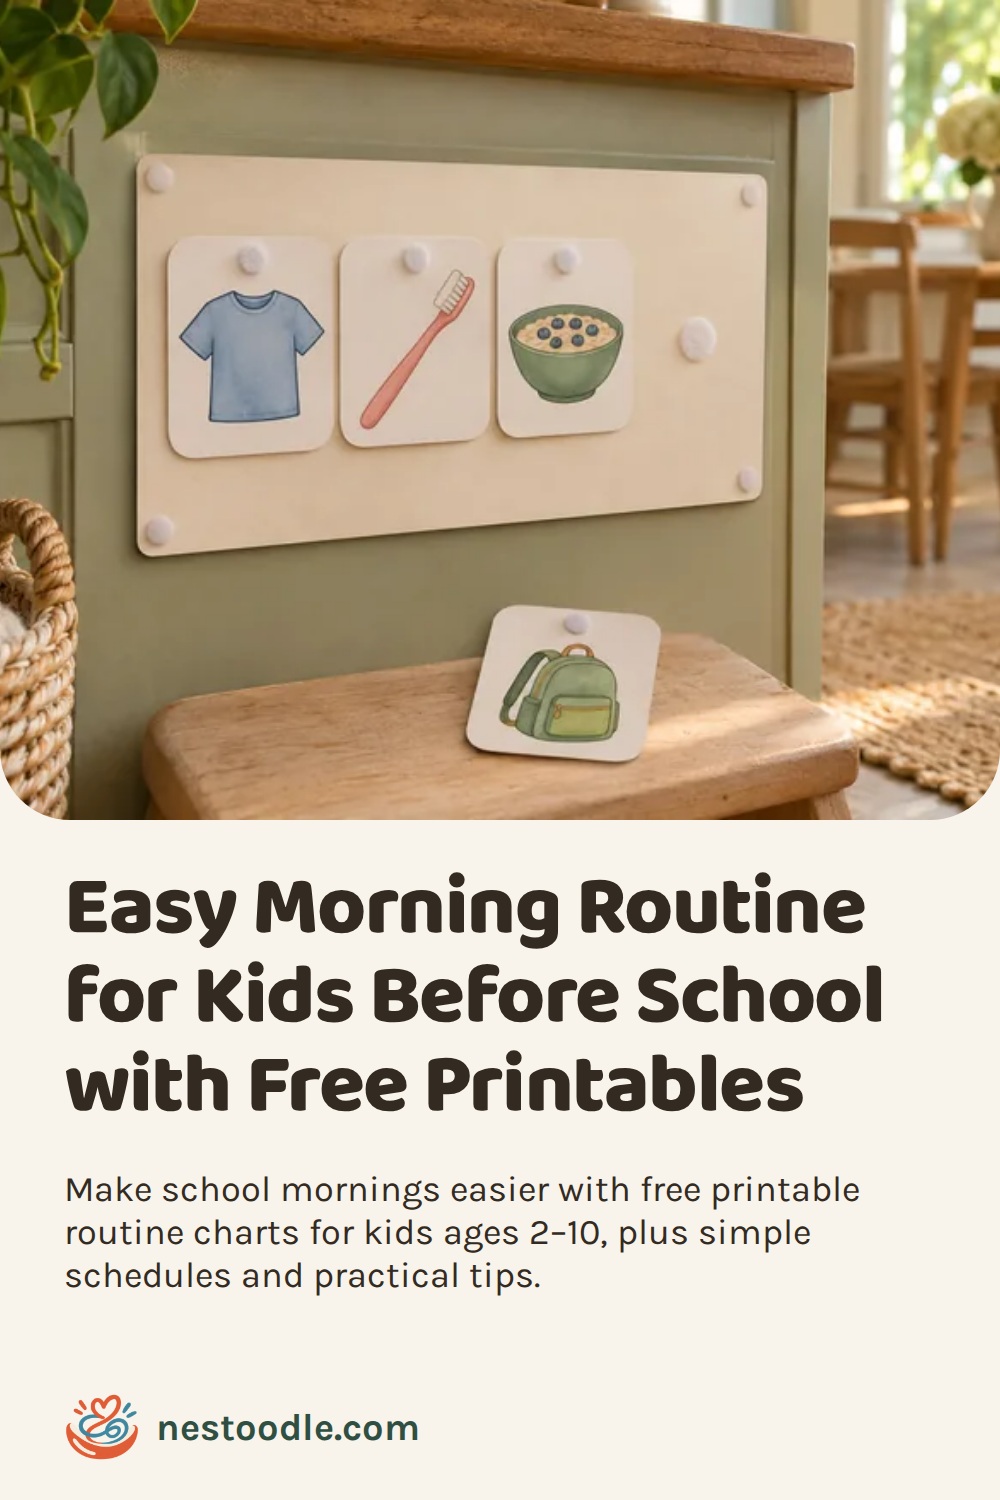 Easy Morning Routine
for Kids Before School
with Free Printables
Make school mornings easier with free printable
routine charts for kids ages 2–10, plus simple
schedules and practical tips.
nestoodle.com